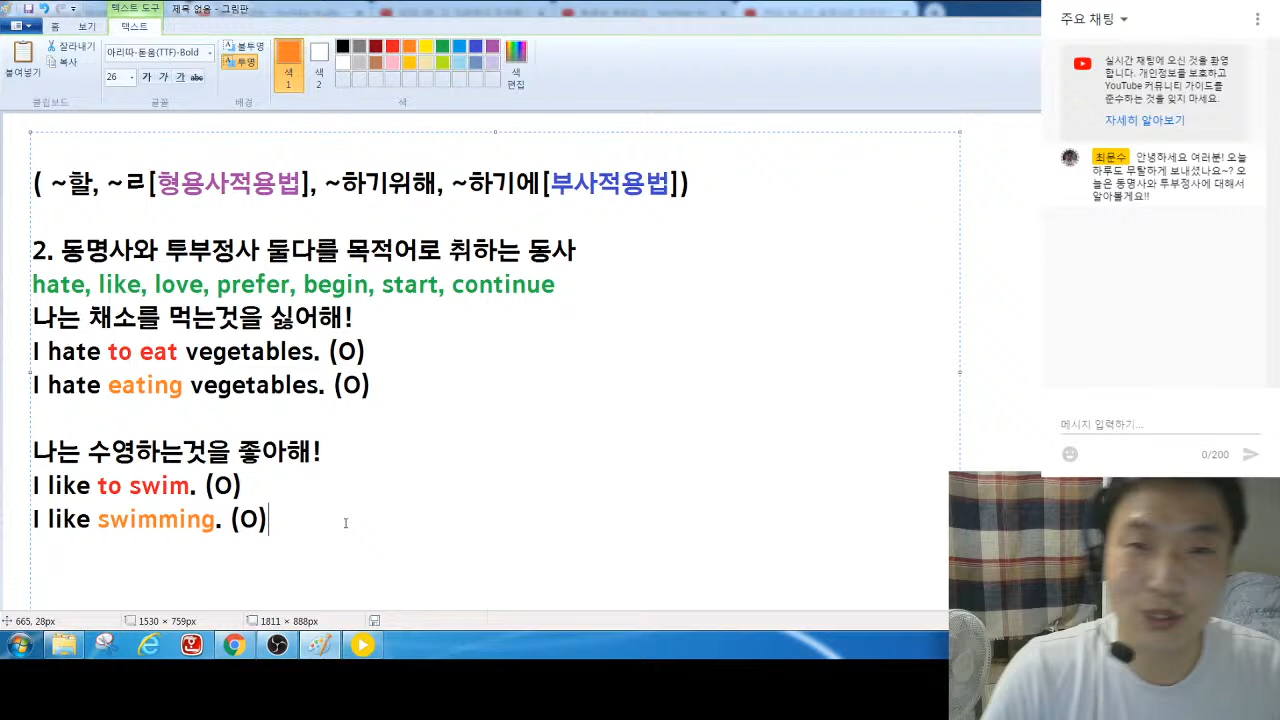 텍스트 도구
제목 없음 - 그림판
홈
보기
텍스트
붙여넣기
잘라내기
복사
클립보드
아리따-돋움(TTF)-Bold
26
가 가 가 abc
글꼴
불투명
투명
배경
색
1
색
2
색
편집
색
( ~할, ~ㄹ[형용사적용법], ~하기위해, ~하기에[부사적용법])
2. 동명사와 투부정사 둘다를 목적어로 취하는 동사
hate, like, love, prefer, begin, start, continue
나는 채소를 먹는것을 싫어해!
I hate to eat vegetables. (O)
I hate eating vegetables. (O)
나는 수영하는것을 좋아해!
I like to swim. (O)
I like swimming. (O)
665, 28px
1530 × 759px
1811 × 888px
주요 채팅
실시간 채팅에 오신 것을 환영
합니다. 개인정보를 보호하고
YouTube 커뮤니티 가이드를
준수하는 것을 잊지 마세요.
자세히 알아보기
최문수 안녕하세요 여러분! 오늘
하루도 무탈하게 보내셨나요~? 오
늘은 동명사와 투부정사에 대해서
알아볼게요!!
메시지 입력하기...
0/200